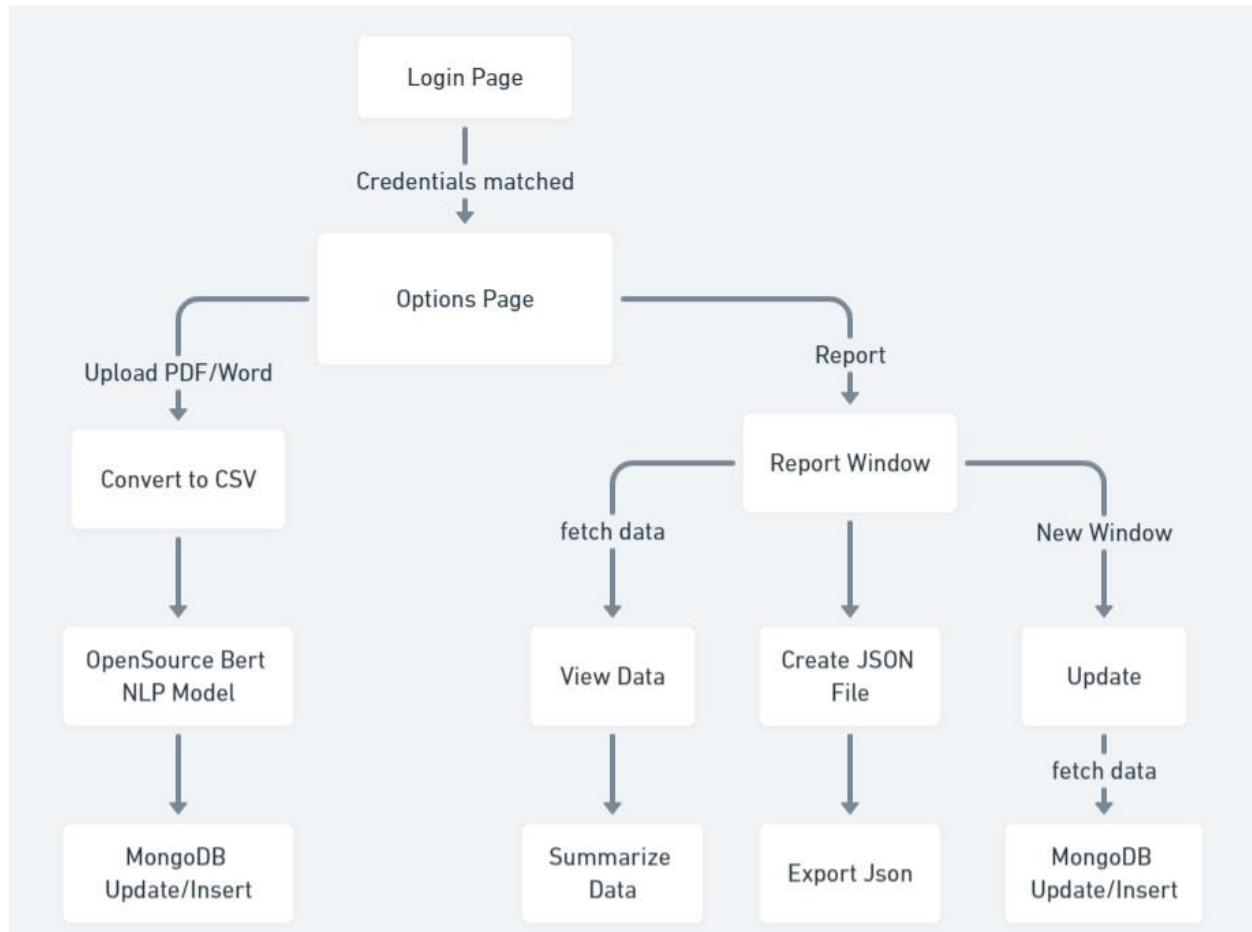 Login Page
Credentials matched
Options Page
Upload PDF/Word
Report
Convert to CSV
Report Window
fetch data
New Window
OpenSource Bert
NLP Model
View Data
Create JSON
File
Update
fetch data
MongoDB
Update/Insert
Summarize
Data
Export Json
MongoDB
Update/Insert